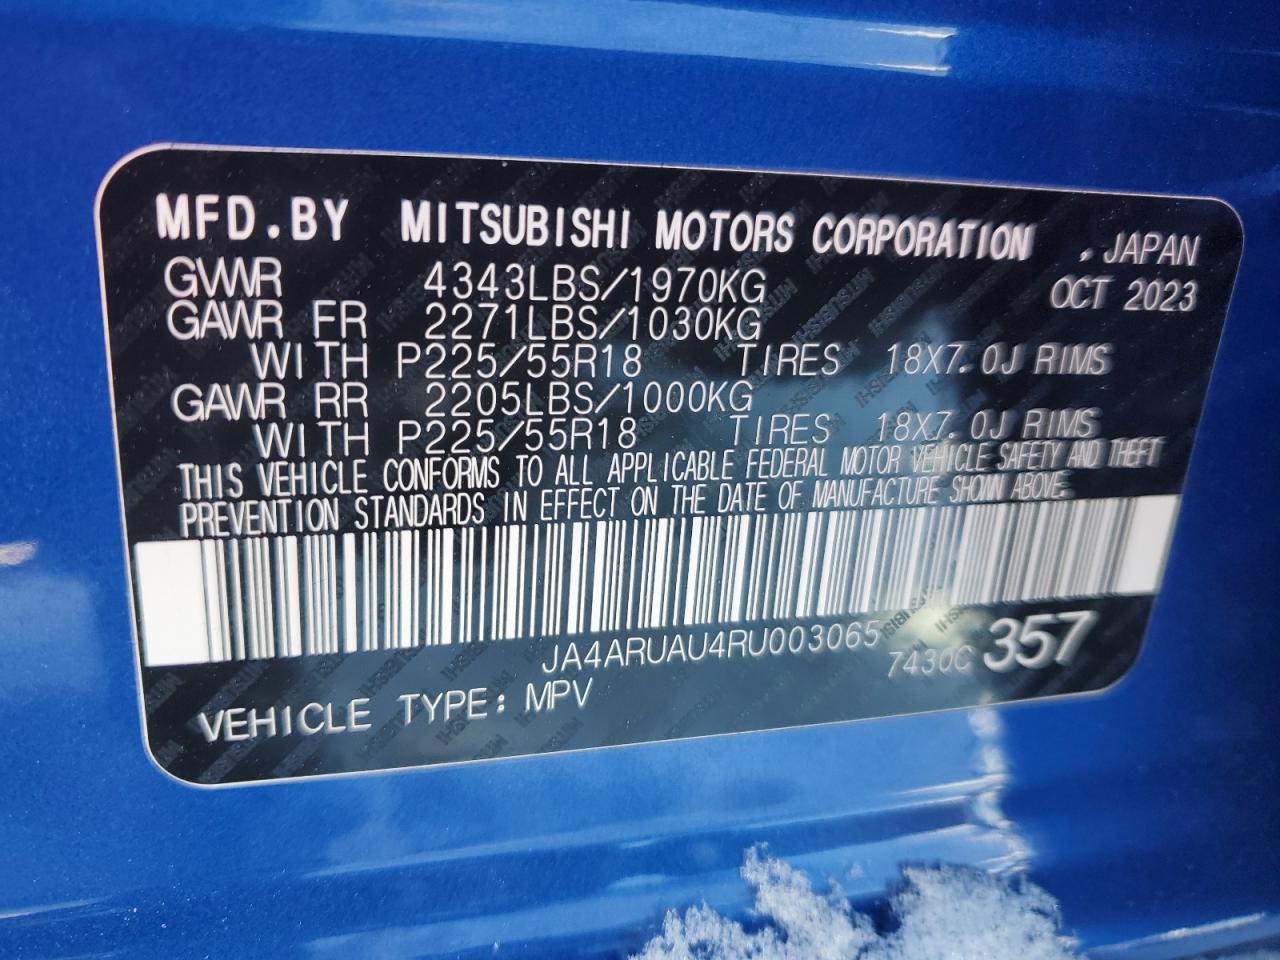 MFD.BY MITSUBISHI MOTORS CORPORATION , JAPAN
GVWR 4343LBS/1970KG OCT 2023
GAWR FR 2271LBS/1030KG
WITH P225/55R18 TIRES 18X7.0J RIMS
GAWR RR 2205LBS/1000KG
WITH P225/55R18 TIRES 18X7.0J RIMS
THIS VEHICLE CONFORMS TO ALL APPLICABLE FEDERAL MOTOR VEHICLE SAFETY AND THEFT
PREVENTION STANDARDS IN EFFECT ON THE DATE OF MANUFACTURE SHOWN ABOVE.
JA4ARUAU4RU003065
7430C 357
VEHICLE TYPE: MPV